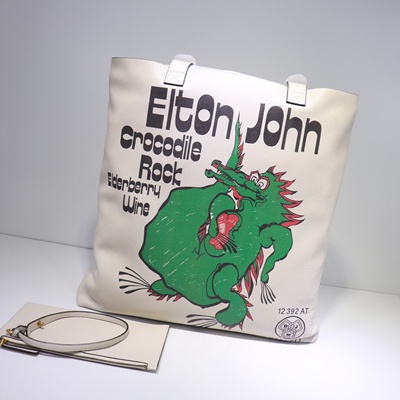 Elton John
Crocodile
Rock
Elderberry
Wine
12 392 AT